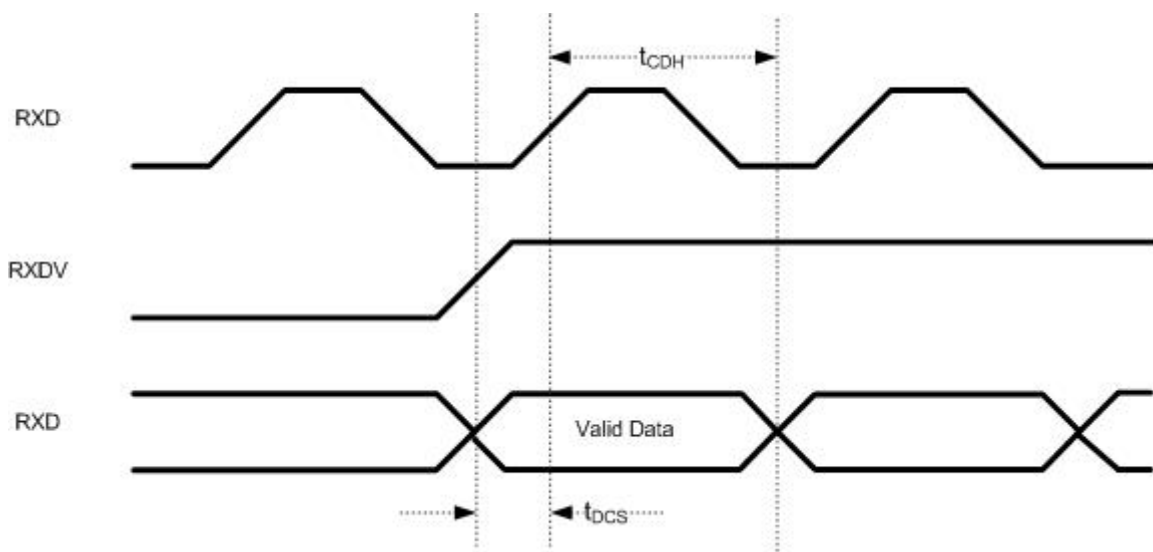 tCDH
RXD
RXDV
RXD
Valid Data
tDCS